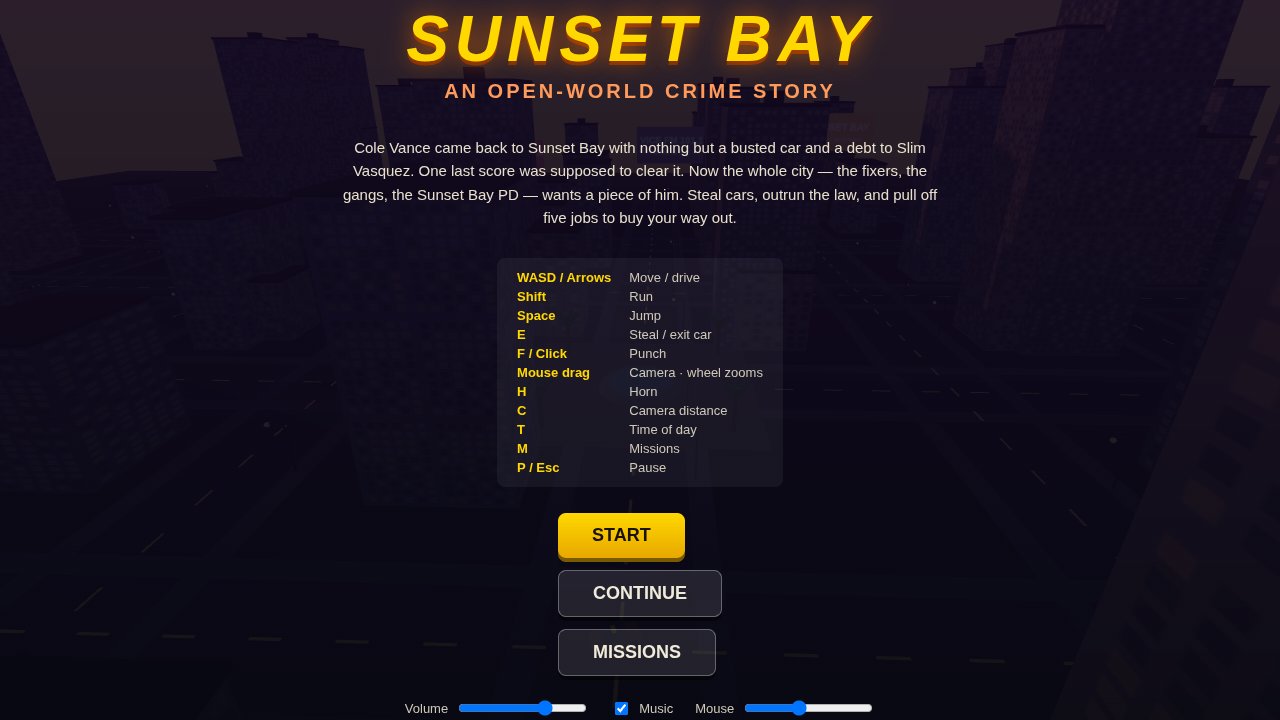 SUNSET BAY
AN OPEN-WORLD CRIME STORY
Cole Vance came back to Sunset Bay with nothing but a busted car and a debt to Slim
Vasquez. One last score was supposed to clear it. Now the whole city — the fixers, the
gangs, the Sunset Bay PD — wants a piece of him. Steal cars, outrun the law, and pull off
five jobs to buy your way out.
WASD / Arrows Move / drive
Shift Run
Space Jump
E Steal / exit car
F / Click Punch
Mouse drag Camera · wheel zooms
H Horn
C Camera distance
T Time of day
M Missions
P / Esc Pause
START
CONTINUE
MISSIONS
Volume Music Mouse